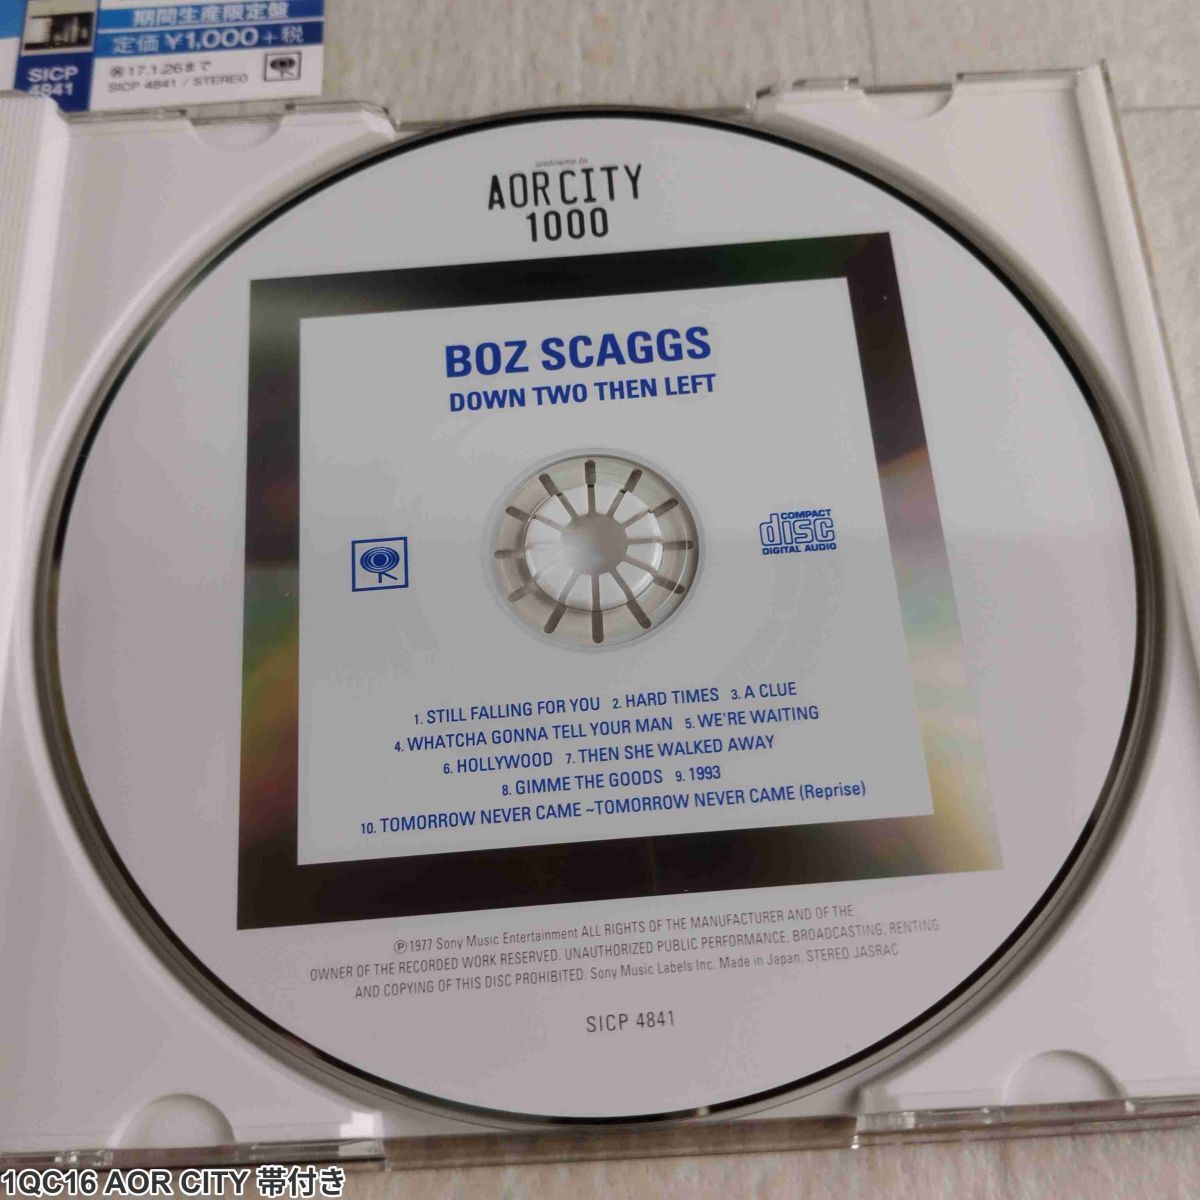 期間生産限定盤
定価¥1,000+税
SICP
4841
㊙17.1.26まで
SICP 4841 / STEREO
welcome to
AOR CITY
1000
BOZ SCAGGS
DOWN TWO THEN LEFT
COMPACT
disc
DIGITAL AUDIO
1. STILL FALLING FOR YOU 2. HARD TIMES 3. A CLUE
4. WHATCHA GONNA TELL YOUR MAN 5. WE'RE WAITING
6. HOLLYWOOD 7. THEN SHE WALKED AWAY
8. GIMME THE GOODS 9. 1993
10. TOMORROW NEVER CAME ~TOMORROW NEVER CAME (Reprise)
℗1977 Sony Music Entertainment ALL RIGHTS OF THE MANUFACTURER AND OF THE
OWNER OF THE RECORDED WORK RESERVED. UNAUTHORIZED PUBLIC PERFORMANCE, BROADCASTING, RENTING
AND COPYING OF THIS DISC PROHIBITED. Sony Music Labels Inc. Made in Japan. STEREO JASRAC
SICP 4841
1QC16 AOR CITY 帯付き